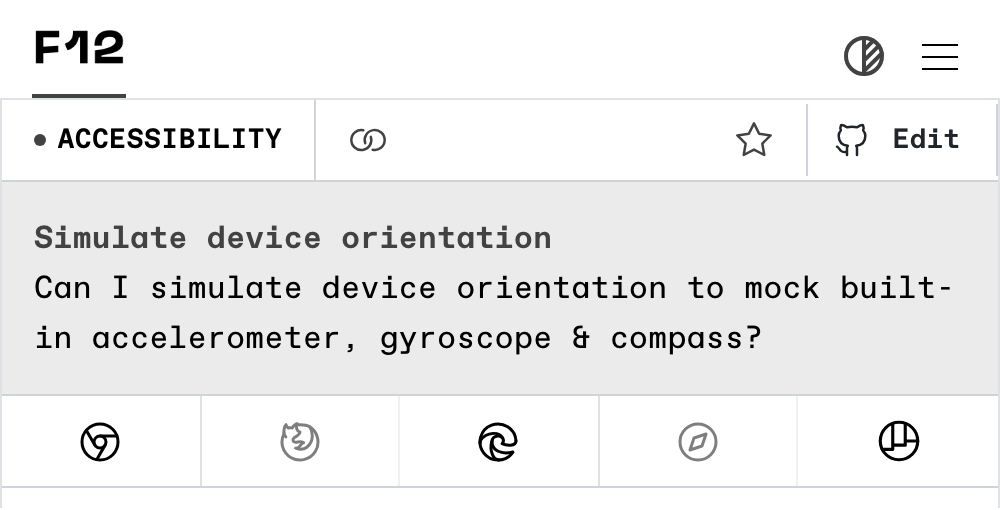 F12
ACCESSIBILITY
Edit
Simulate device orientation
Can I simulate device orientation to mock built-
in accelerometer, gyroscope & compass?